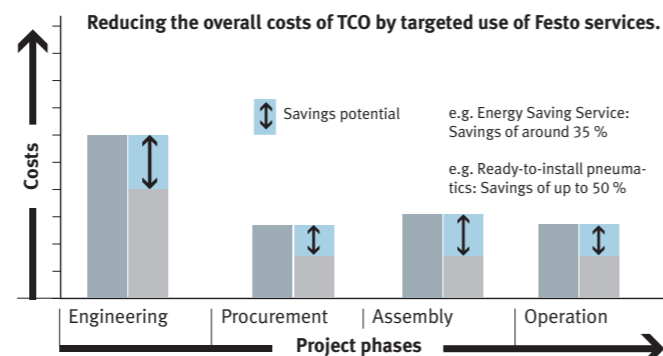 Reducing the overall costs of TCO by targeted use of Festo services.
Savings potential
e.g. Energy Saving Service:
Savings of around 35 %
e.g. Ready-to-install pneuma-
tics: Savings of up to 50 %
Costs
Engineering
Procurement
Assembly
Operation
Project phases